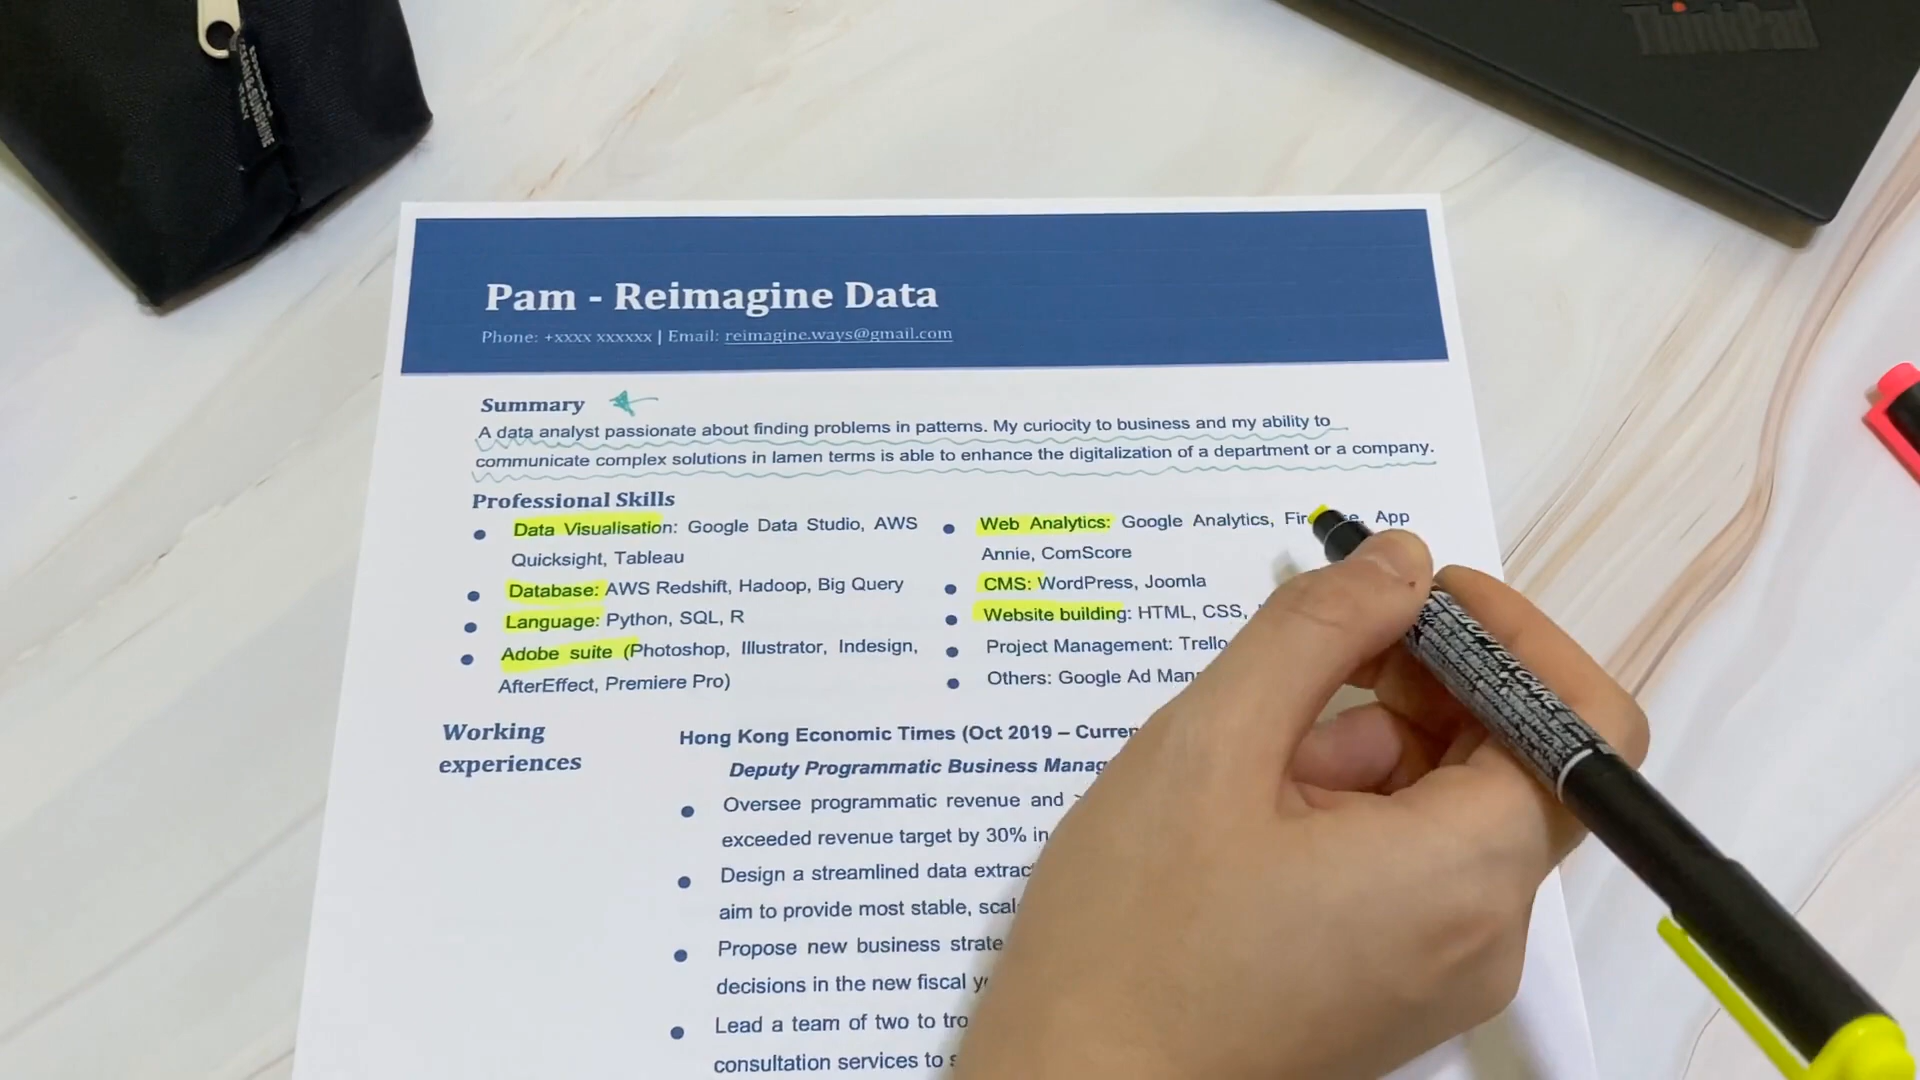 ThinkPad
Pam - Reimagine Data
Phone: +xxxx xxxxxx | Email: reimagine.ways@gmail.com
Summary
A data analyst passionate about finding problems in patterns. My curiocity to business and my ability to
communicate complex solutions in lamen terms is able to enhance the digitalization of a department or a company.
Professional Skills
Data Visualisation: Google Data Studio, AWS
Quicksight, Tableau
Database: AWS Redshift, Hadoop, Big Query
Language: Python, SQL, R
Adobe suite (Photoshop, Illustrator, Indesign,
AfterEffect, Premiere Pro)
Web Analytics: Google Analytics, App
Annie, ComScore
CMS: WordPress, Joomla
Website building: HTML, CSS,
Project Management: Trello
Others: Google Ad
Working
experiences
Hong Kong Economic Times (Oct 2019 –
Deputy Programmatic Business
Oversee programmatic revenue and
exceeded revenue target by 30% in
Design a streamlined data
aim to provide most stable,
Propose new business
decisions in the new fiscal
Lead a team of two to
consultation services to